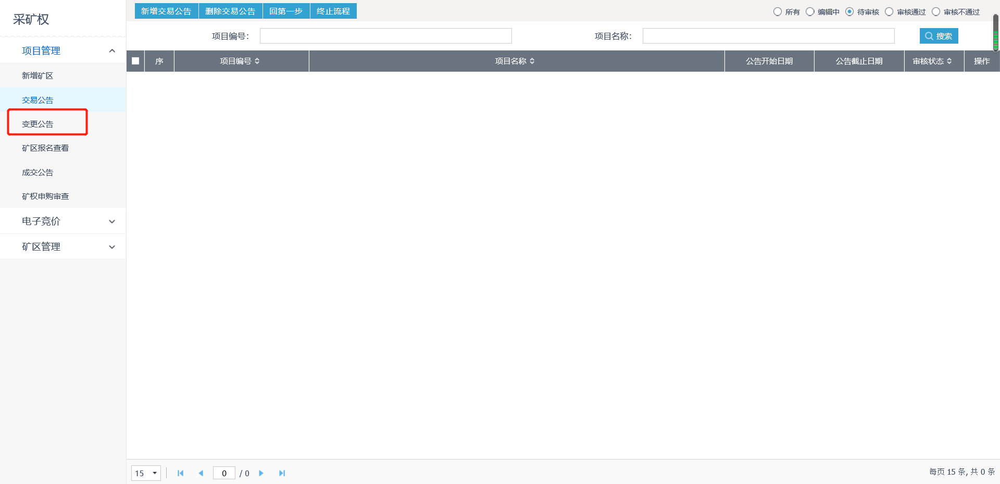 采矿权
项目管理
新增矿区
交易公告
变更公告
矿区报名查看
成交公告
矿权申购审查
电子竞价
矿区管理
新增交易公告 删除交易公告 回第一步 终止流程
所有 编辑中 待审核 审核通过 审核不通过
项目编号： 项目名称： 搜索
序 项目编号 项目名称 公告开始日期 公告截止日期 审核状态 操作
15 0 / 0 每页 15 条, 共 0 条